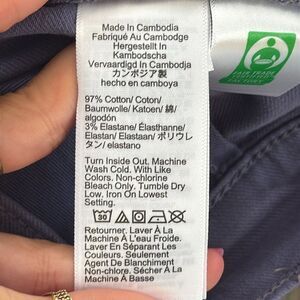 Made In Cambodia
Fabriqué Au Cambodge
Hergestellt In
Kambodscha
Vervaardigd In Cambodja
カンボジア製
hecho en camboya
97% Cotton/ Coton/
Baumwolle/ Katoen/ 綿/
algodón
3% Elastane/ Élasthanne/
Elastan/ Elastaan/ ポリウレ
タン/ elastano
Turn Inside Out, Machine
Wash Cold. With Like
Colors. Non-chlorine
Bleach Only. Tumble Dry
Low. Iron On Lowest
Setting.
30
Retourner. Laver À La
Machine À L'eau Froide.
Laver En Séparant Les
Couleurs. Seulement
Agent De Blanchiment
Non-chlore. Sécher À La
Machine À Basse
FAIR TRADE
CERTIFIED
FACTORY